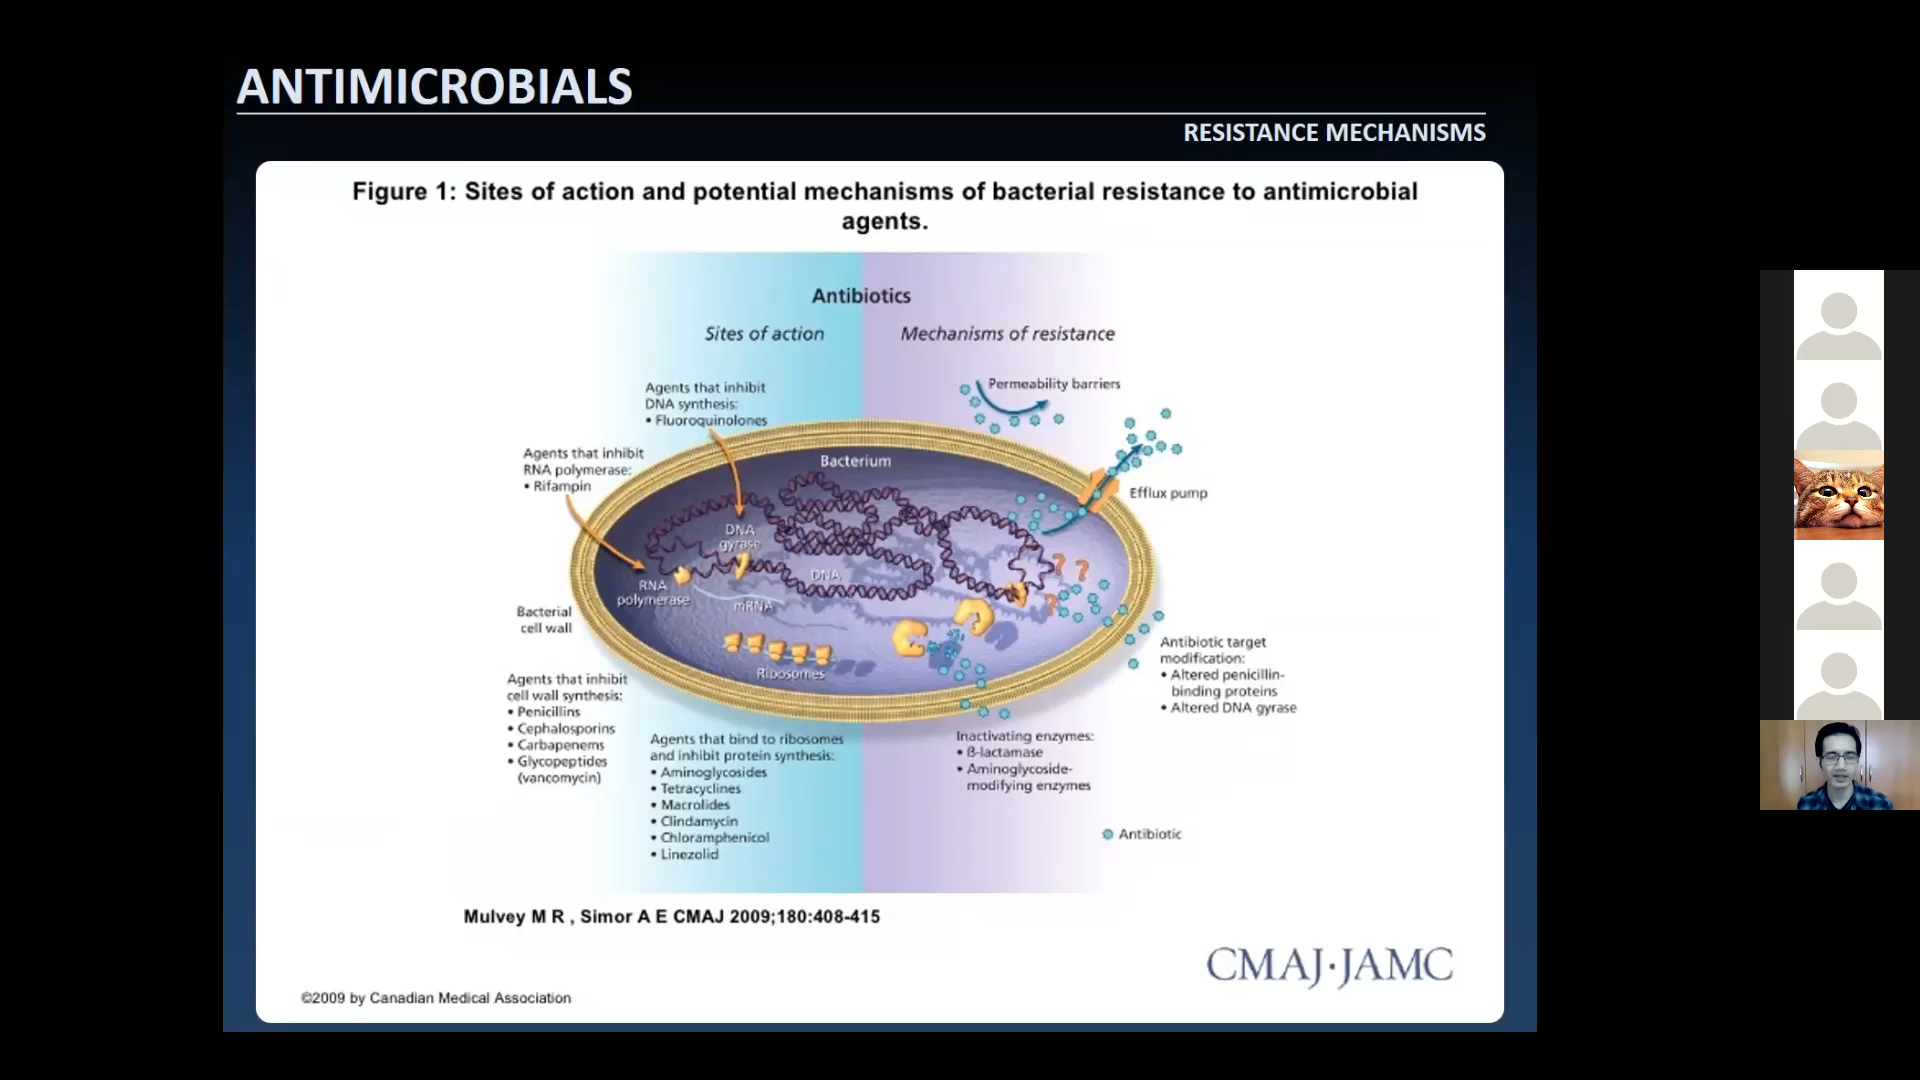 ANTIMICROBIALS
RESISTANCE MECHANISMS
Figure 1: Sites of action and potential mechanisms of bacterial resistance to antimicrobial
agents.
Antibiotics
Sites of action
Mechanisms of resistance
Agents that inhibit
DNA synthesis:
• Fluoroquinolones
Permeability barriers
Agents that inhibit
RNA polymerase:
• Rifampin
Bacterium
Efflux pump
DNA
gyrase
DNA
RNA
polymerase
mRNA
Ribosomes
Bacterial
cell wall
Agents that inhibit
cell wall synthesis:
• Penicillins
• Cephalosporins
• Carbapenems
• Glycopeptides
(vancomycin)
Agents that bind to ribosomes
and inhibit protein synthesis:
• Aminoglycosides
• Tetracyclines
• Macrolides
• Clindamycin
• Chloramphenicol
• Linezolid
Inactivating enzymes:
• ß-lactamase
• Aminoglycoside-
modifying enzymes
Antibiotic target
modification:
• Altered penicillin-
binding proteins
• Altered DNA gyrase
? ?
?
Antibiotic
Mulvey M R , Simor A E CMAJ 2009;180:408-415
CMAJ·JAMC
©2009 by Canadian Medical Association